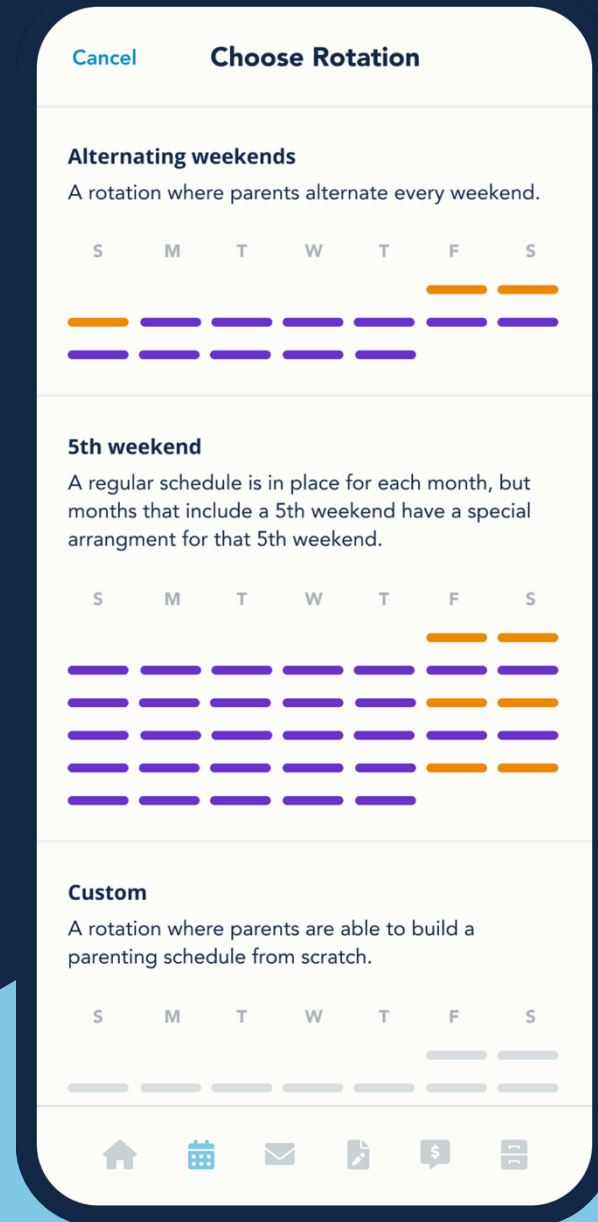 Cancel Choose Rotation
Alternating weekends
A rotation where parents alternate every weekend.
S M T W T F S
5th weekend
A regular schedule is in place for each month, but
months that include a 5th weekend have a special
arrangment for that 5th weekend.
S M T W T F S
Custom
A rotation where parents are able to build a
parenting schedule from scratch.
S M T W T F S
$